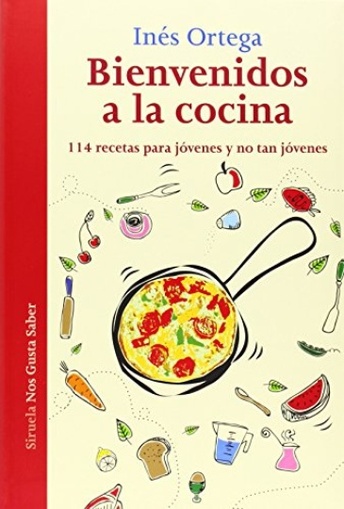 Inés Ortega
Bienvenidos
a la cocina
114 recetas para jóvenes y no tan jóvenes
Siruela Nos Gusta Saber